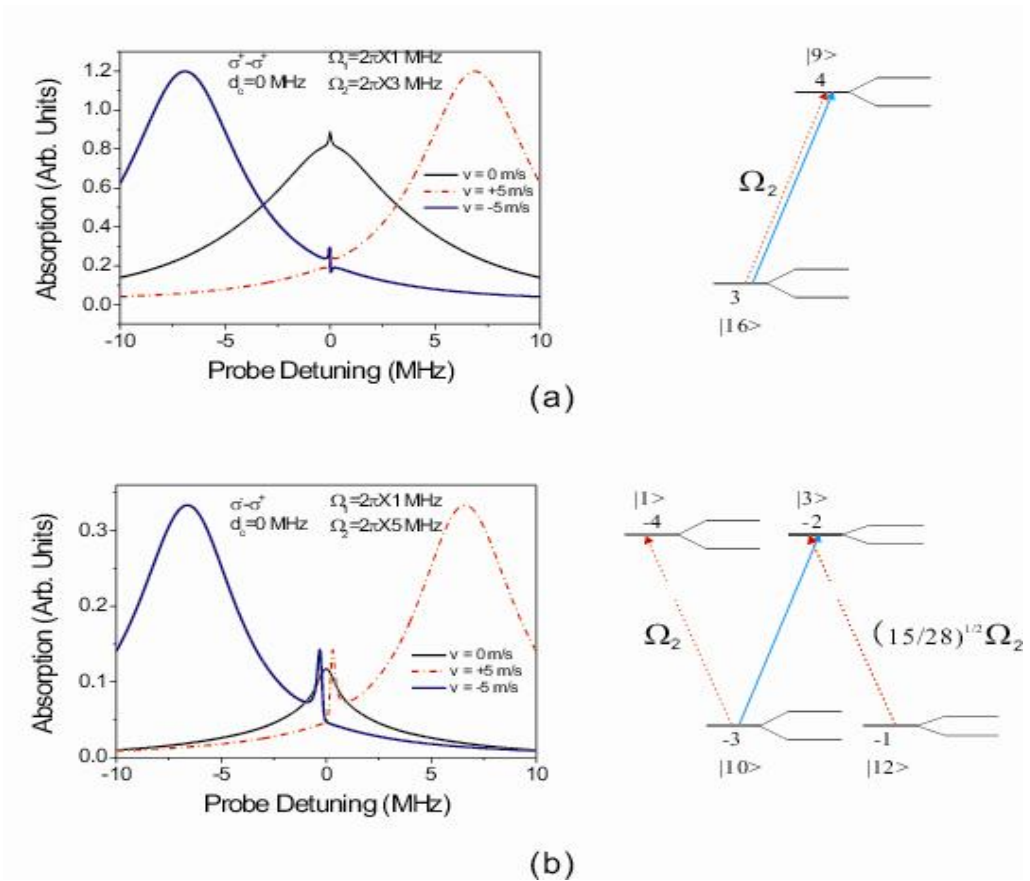 σ⁺-σ⁺ Ω₁=2πX1 MHz
d_c=0 MHz Ω₂=2πX3 MHz
1.2
1.0
0.8
0.6
0.4
0.2
0.0
v = 0 m/s
v = +5 m/s
v = -5 m/s
-10 -5 0 5 10
Absorption (Arb. Units)
Probe Detuning (MHz)
|9>
4
Ω₂
3
|16>
(a)
σ⁻-σ⁺ Ω₁=2πX1 MHz
d_c=0 MHz Ω₂=2πX5 MHz
0.3
0.2
0.1
0.0
v = 0 m/s
v = +5 m/s
v = -5 m/s
-10 -5 0 5 10
Absorption (Arb. Units)
Probe Detuning (MHz)
|1> |3>
-4 -2
Ω₂ (15/28)^1/2 Ω₂
-3 -1
|10> |12>
(b)